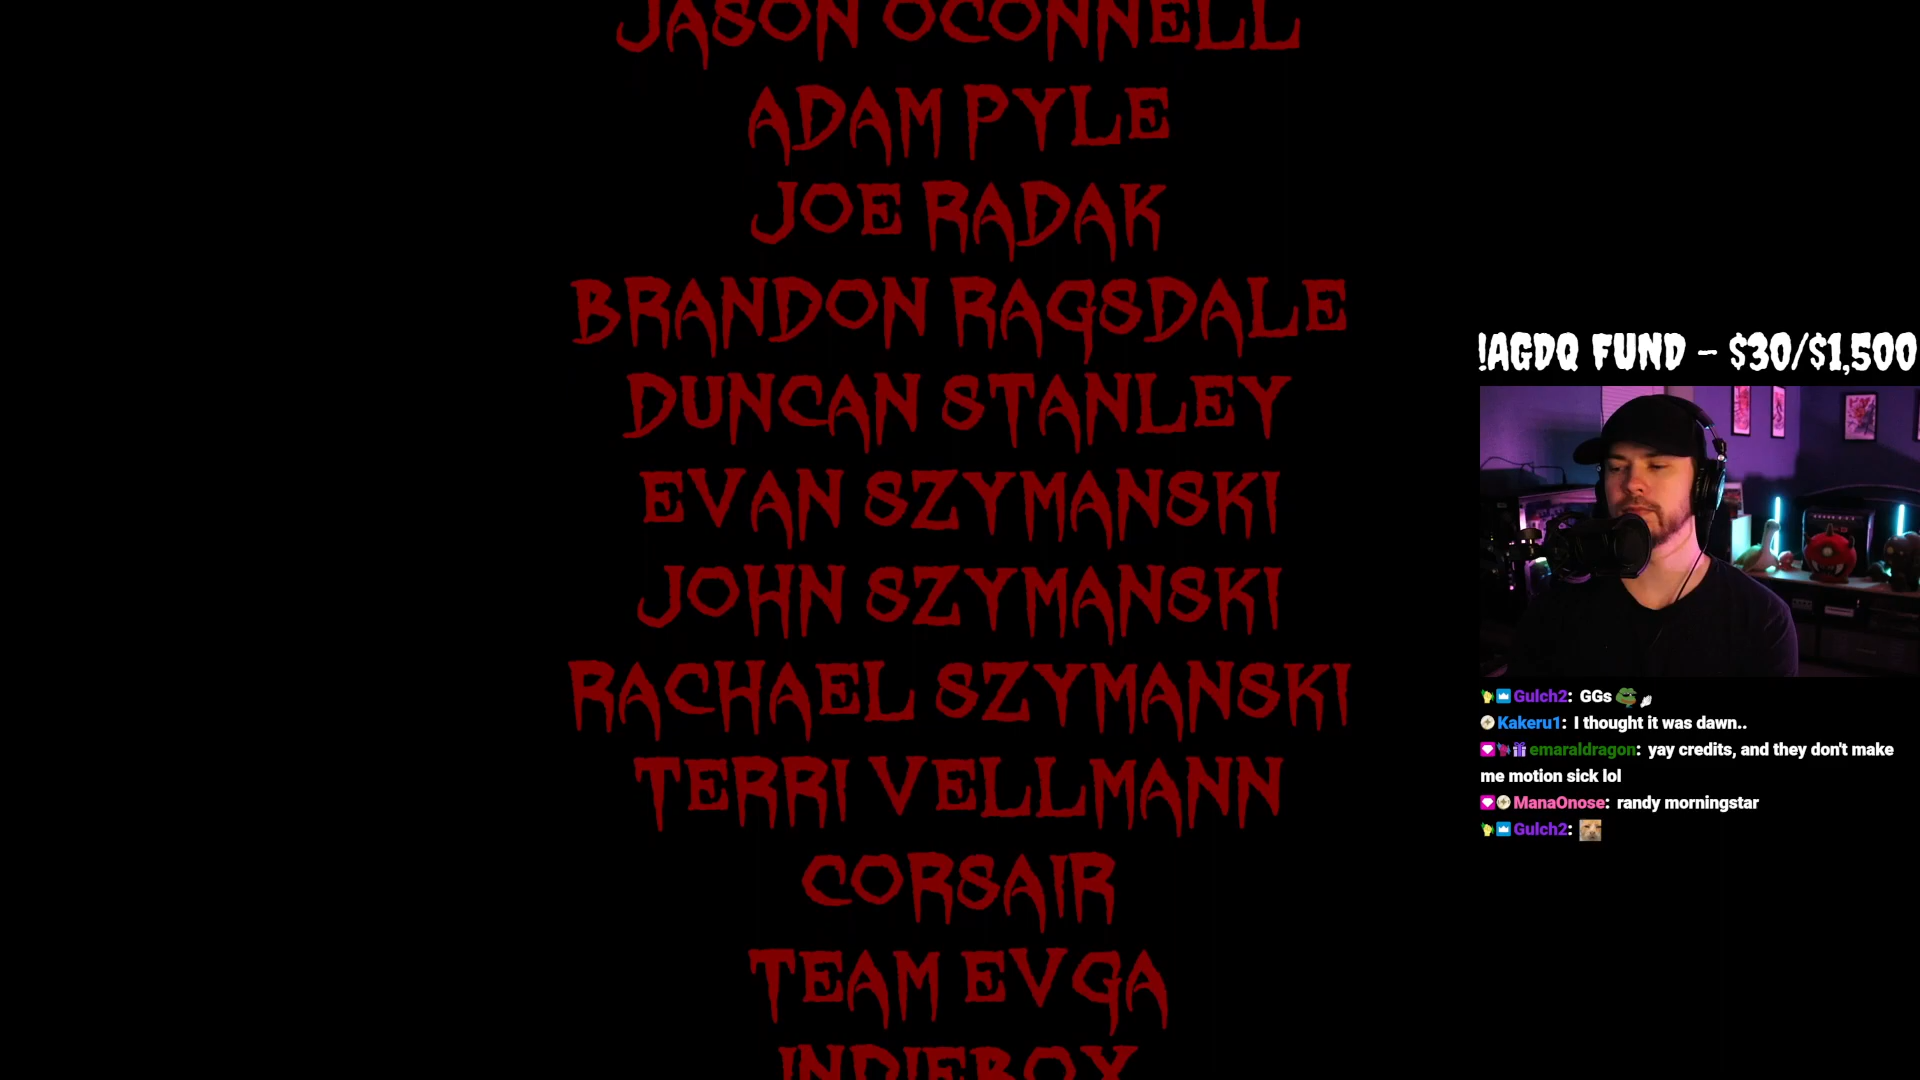 JASON OCONNELL
ADAM PYLE
JOE RADAK
BRANDON RAGSDALE
DUNCAN STANLEY
EVAN SZYMANSKI
JOHN SZYMANSKI
RACHAEL SZYMANSKI
TERRI VELLMANN
CORSAIR
TEAM EVGA
INDIEBOX
!AGDQ FUND - $30/$1,500
Gulch2: GGs
Kakeru1: I thought it was dawn..
emaraldragon: yay credits, and they don't make
me motion sick lol
ManaOnose: randy morningstar
Gulch2: